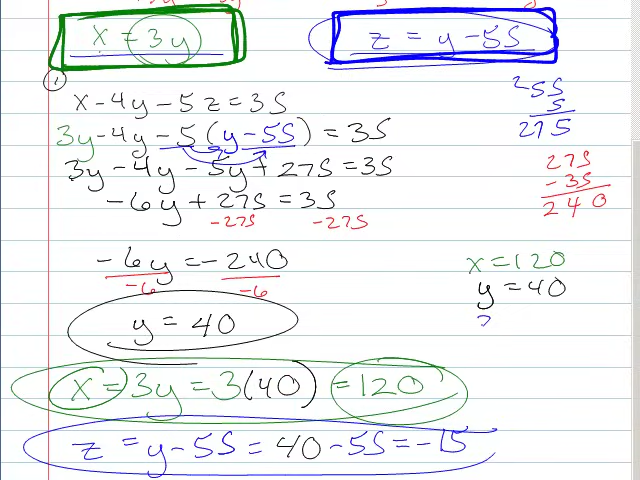 x = 3y
z = y - 55
①
x - 4y - 5z = 35
3y - 4y - 5(y - 55) = 35
3y - 4y - 5y + 275 = 35
-6y + 275 = 35
-275 -275
-6y = -240
-6 -6
y = 40
x = 3y = 3(40) = 120
z = y - 55 = 40 - 55 = -15
²55
5
275
275
-35
240
x = 120
y = 40